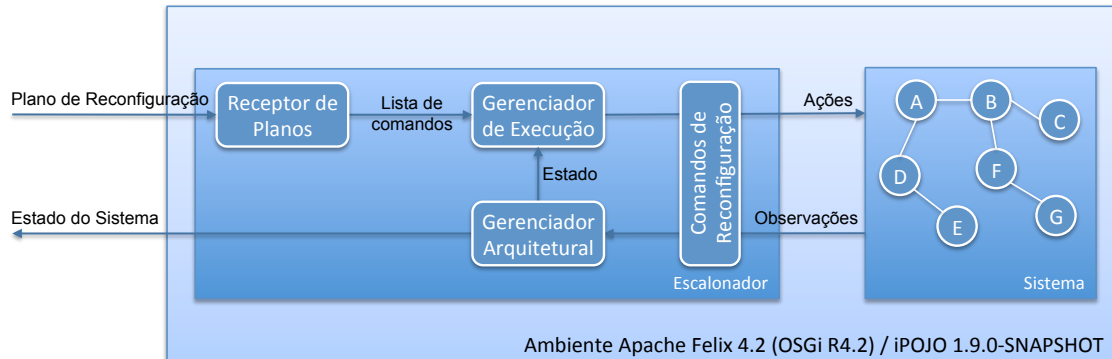 Plano de Reconfiguração
Receptor de
Planos
Lista de
comandos
Gerenciador
de Execução
Comandos de
Reconfiguração
Ações
A
B
C
D
E
F
G
Estado
Estado do Sistema
Gerenciador
Arquitetural
Observações
Escalonador
Sistema
Ambiente Apache Felix 4.2 (OSGi R4.2) / iPOJO 1.9.0-SNAPSHOT